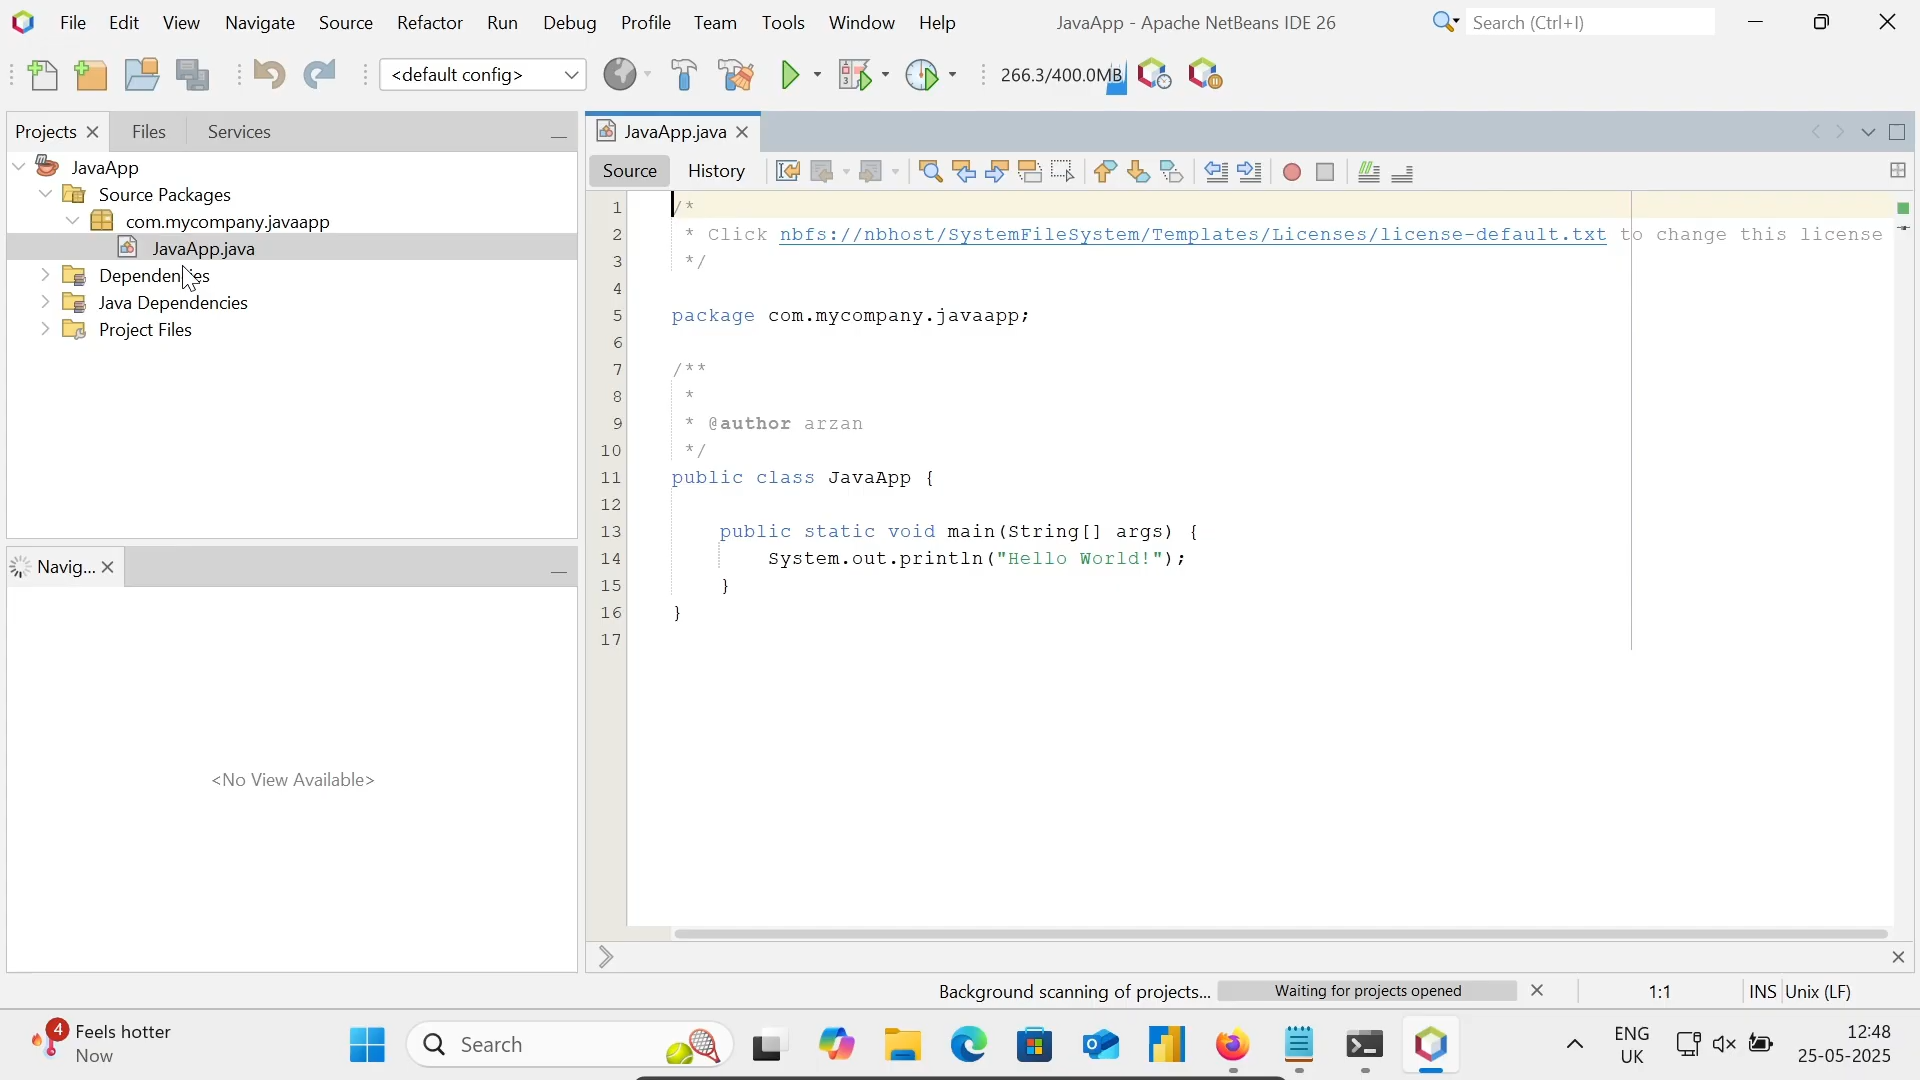 File Edit View Navigate Source Refactor Run Debug Profile Team Tools Window Help JavaApp - Apache NetBeans IDE 26 Search (Ctrl+I)
<default config> 266.3/400.0MB
Projects Files Services
JavaApp
Source Packages
com.mycompany.javaapp
JavaApp.java
Dependencies
Java Dependencies
Project Files
Navig...
<No View Available>
JavaApp.java
Source History
1 /*
2 * Click nbfs://nbhost/SystemFileSystem/Templates/Licenses/license-default.txt to change this license
3 */
4
5 package com.mycompany.javaapp;
6
7 /**
8 *
9 * @author arzan
10 */
11 public class JavaApp {
12
13 public static void main(String[] args) {
14 System.out.println("Hello World!");
15 }
16 }
17
Background scanning of projects... Waiting for projects opened 1:1 INS Unix (LF)
4 Feels hotter
Now
Search
ENG
UK
12:48
25-05-2025